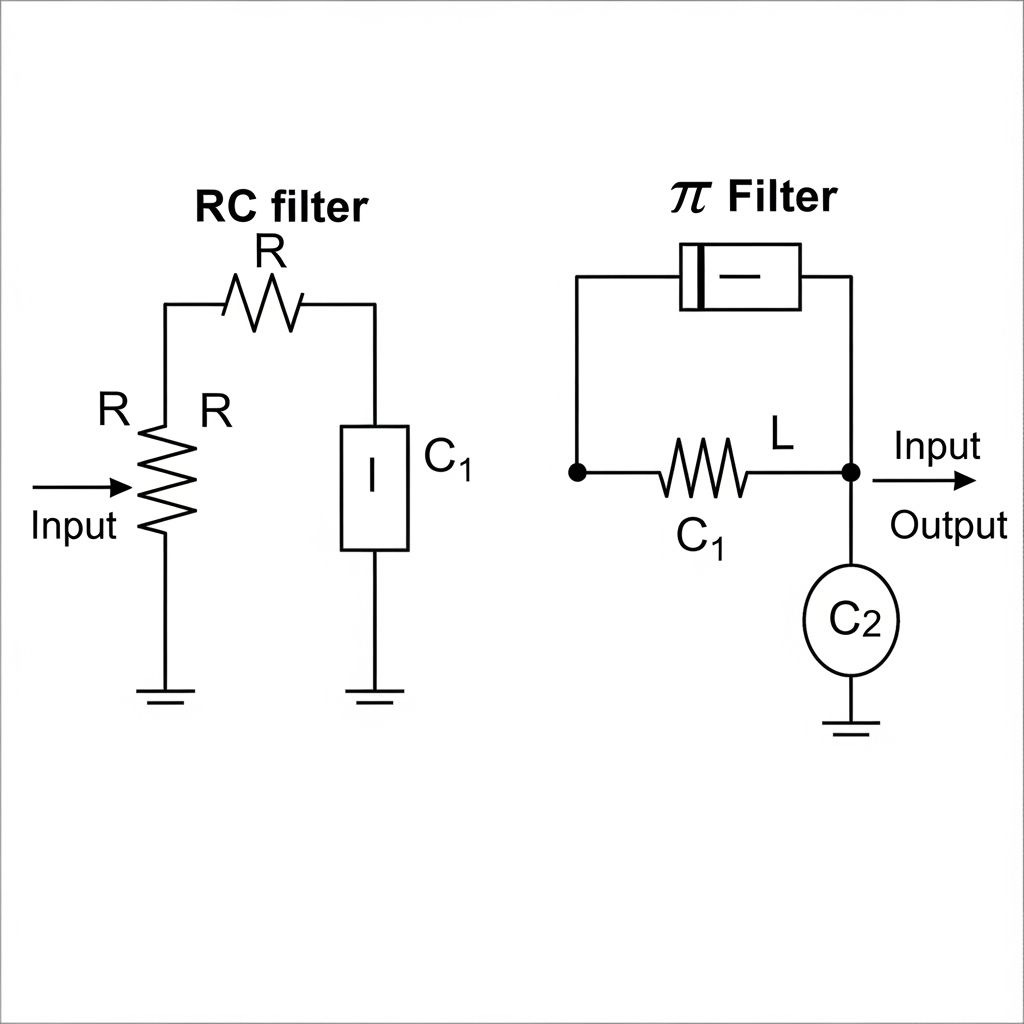 RC filter
R
R R
Input
C₁
π Filter
L
C₁
Input
Output
C2